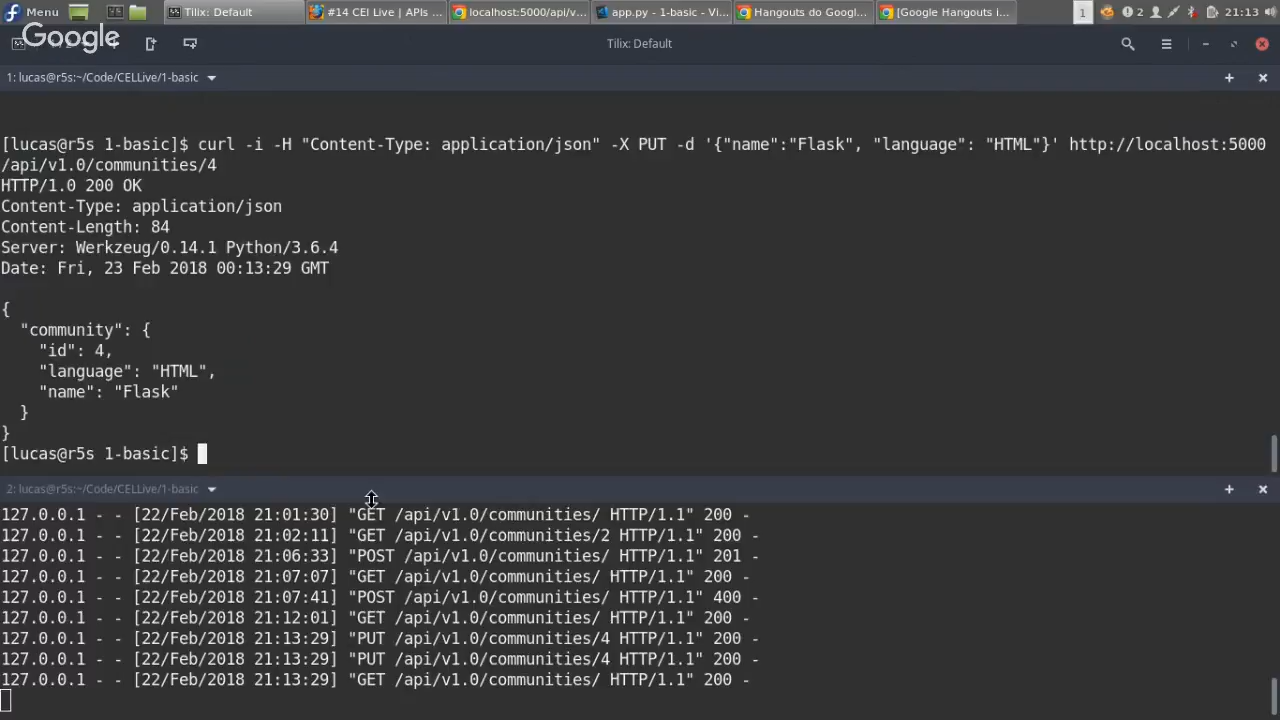 Menu
Tilix: Default
#14 CEI Live | APIs ...
localhost:5000/api/v...
app.py - 1-basic - Vi...
Hangouts do Googl...
[Google Hangouts i...
1
2
21:13
Google
Tilix: Default
1: lucas@r5s:~/Code/CELLive/1-basic
[lucas@r5s 1-basic]$ curl -i -H "Content-Type: application/json" -X PUT -d '{"name":"Flask", "language": "HTML"}' http://localhost:5000
/api/v1.0/communities/4
HTTP/1.0 200 OK
Content-Type: application/json
Content-Length: 84
Server: Werkzeug/0.14.1 Python/3.6.4
Date: Fri, 23 Feb 2018 00:13:29 GMT
{
"community": {
"id": 4,
"language": "HTML",
"name": "Flask"
}
}
[lucas@r5s 1-basic]$
2: lucas@r5s:~/Code/CELLive/1-basic
127.0.0.1 - - [22/Feb/2018 21:01:30] "GET /api/v1.0/communities/ HTTP/1.1" 200 -
127.0.0.1 - - [22/Feb/2018 21:02:11] "GET /api/v1.0/communities/2 HTTP/1.1" 200 -
127.0.0.1 - - [22/Feb/2018 21:06:33] "POST /api/v1.0/communities/ HTTP/1.1" 201 -
127.0.0.1 - - [22/Feb/2018 21:07:07] "GET /api/v1.0/communities/ HTTP/1.1" 200 -
127.0.0.1 - - [22/Feb/2018 21:07:41] "POST /api/v1.0/communities/ HTTP/1.1" 400 -
127.0.0.1 - - [22/Feb/2018 21:12:01] "GET /api/v1.0/communities/ HTTP/1.1" 200 -
127.0.0.1 - - [22/Feb/2018 21:13:29] "PUT /api/v1.0/communities/4 HTTP/1.1" 200 -
127.0.0.1 - - [22/Feb/2018 21:13:29] "PUT /api/v1.0/communities/4 HTTP/1.1" 200 -
127.0.0.1 - - [22/Feb/2018 21:13:29] "GET /api/v1.0/communities/ HTTP/1.1" 200 -